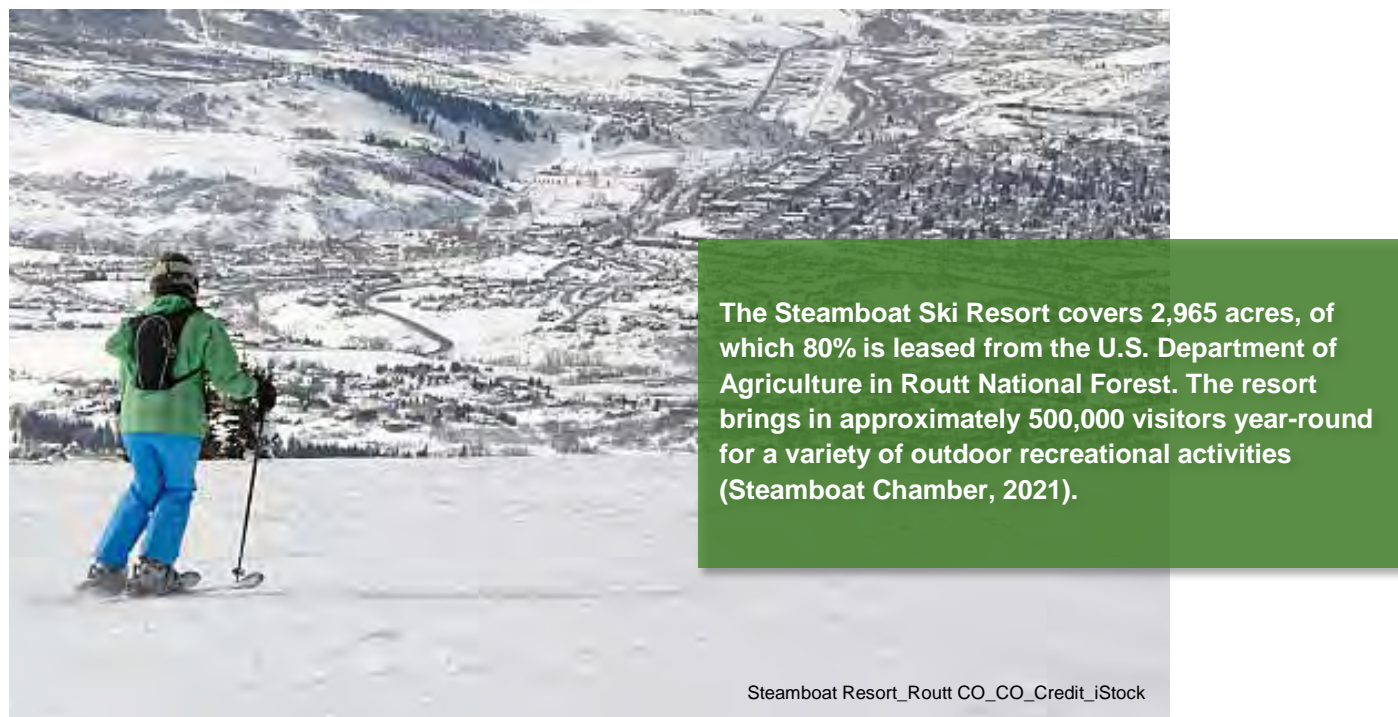 The Steamboat Ski Resort covers 2,965 acres, of
which 80% is leased from the U.S. Department of
Agriculture in Routt National Forest. The resort
brings in approximately 500,000 visitors year-round
for a variety of outdoor recreational activities
(Steamboat Chamber, 2021).
Steamboat Resort_Routt CO_CO_Credit_iStock